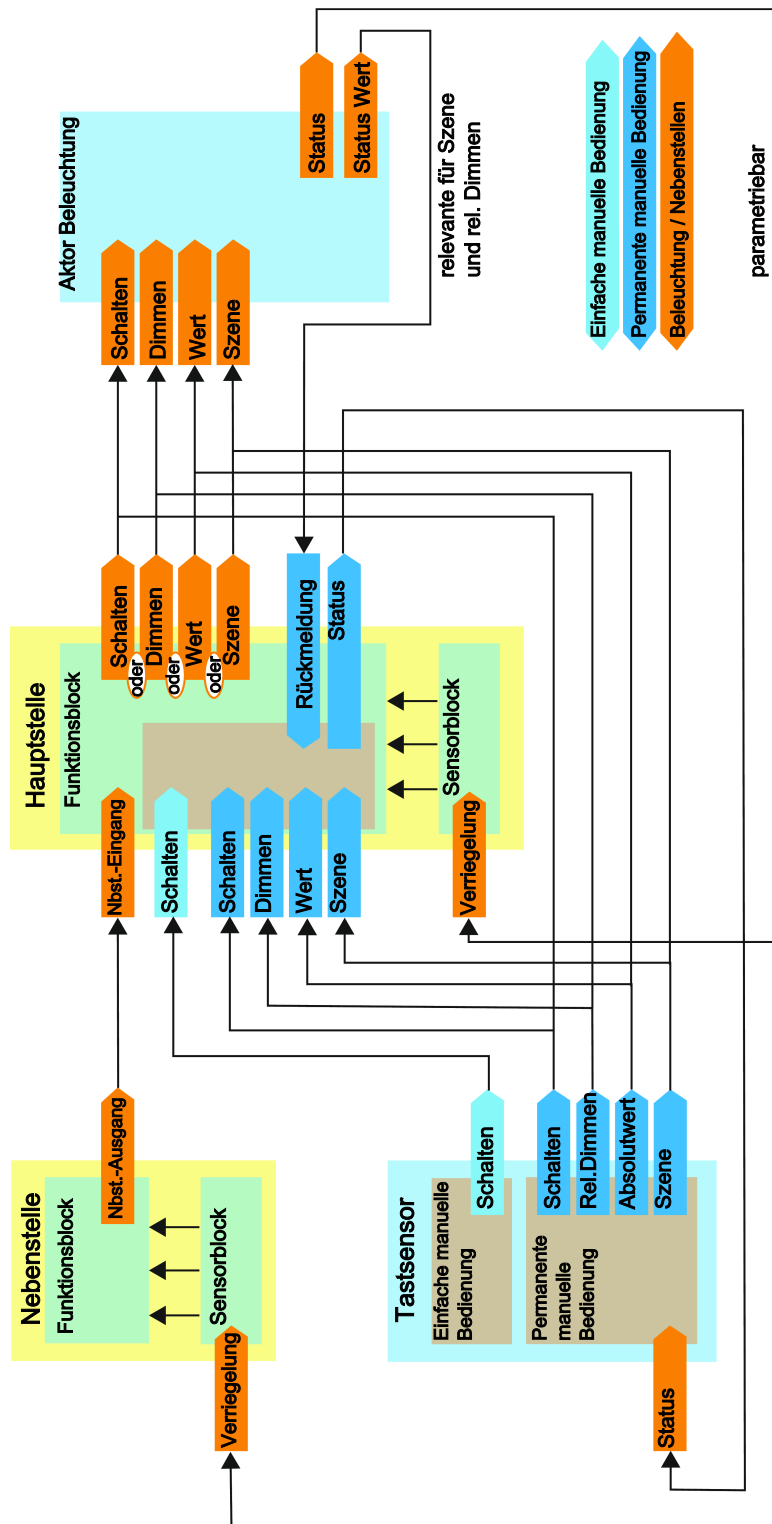 Nebenstelle
Funktionsblock
Nbst.-Ausgang
Sensorblock
Verriegelung
Hauptstelle
Funktionsblock
Nbst.-Eingang
Schalten
Schalten
Dimmen
Wert
Szene
Schalten
oder
Dimmen
oder
Wert
oder
Szene
Rückmeldung
Status
Sensorblock
Verriegelung
Aktor Beleuchtung
Schalten
Dimmen
Wert
Szene
Status
Status Wert
relevante für Szene
und rel. Dimmen
Tastsensor
Einfache manuelle
Bedienung
Schalten
Permanente
manuelle
Bedienung
Schalten
Rel.Dimmen
Absolutwert
Szene
Status
Einfache manuelle Bedienung
Permanente manuelle Bedienung
Beleuchtung / Nebenstellen
parametriebar